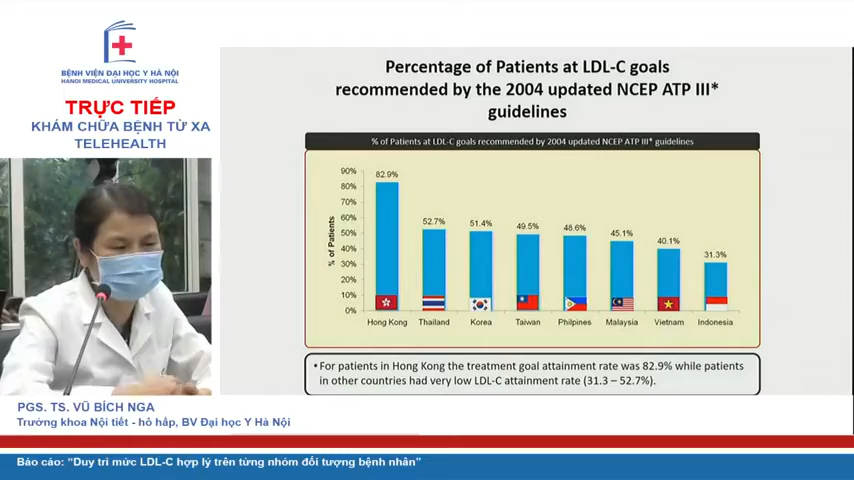 BỆNH VIỆN ĐẠI HỌC Y HÀ NỘI
HANOI MEDICAL UNIVERSITY HOSPITAL
TRỰC TIẾP
KHÁM CHỮA BỆNH TỪ XA
TELEHEALTH
Percentage of Patients at LDL-C goals
recommended by the 2004 updated NCEP ATP III*
guidelines
% of Patients at LDL-C goals recommended by 2004 updated NCEP ATP III* guidelines
% of Patients
90%
80%
70%
60%
50%
40%
30%
20%
10%
0%
82.9%
52.7%
51.4%
49.5%
48.6%
45.1%
40.1%
31.3%
Hong Kong
Thailand
Korea
Taiwan
Philpines
Malaysia
Vietnam
Indonesia
• For patients in Hong Kong the treatment goal attainment rate was 82.9% while patients
in other countries had very low LDL-C attainment rate (31.3 – 52.7%).
PGS. TS. VŨ BÍCH NGA
Trưởng khoa Nội tiết - hô hấp, BV Đại học Y Hà Nội
Báo cáo: “Duy trì mức LDL-C hợp lý trên từng nhóm đối tượng bệnh nhân”